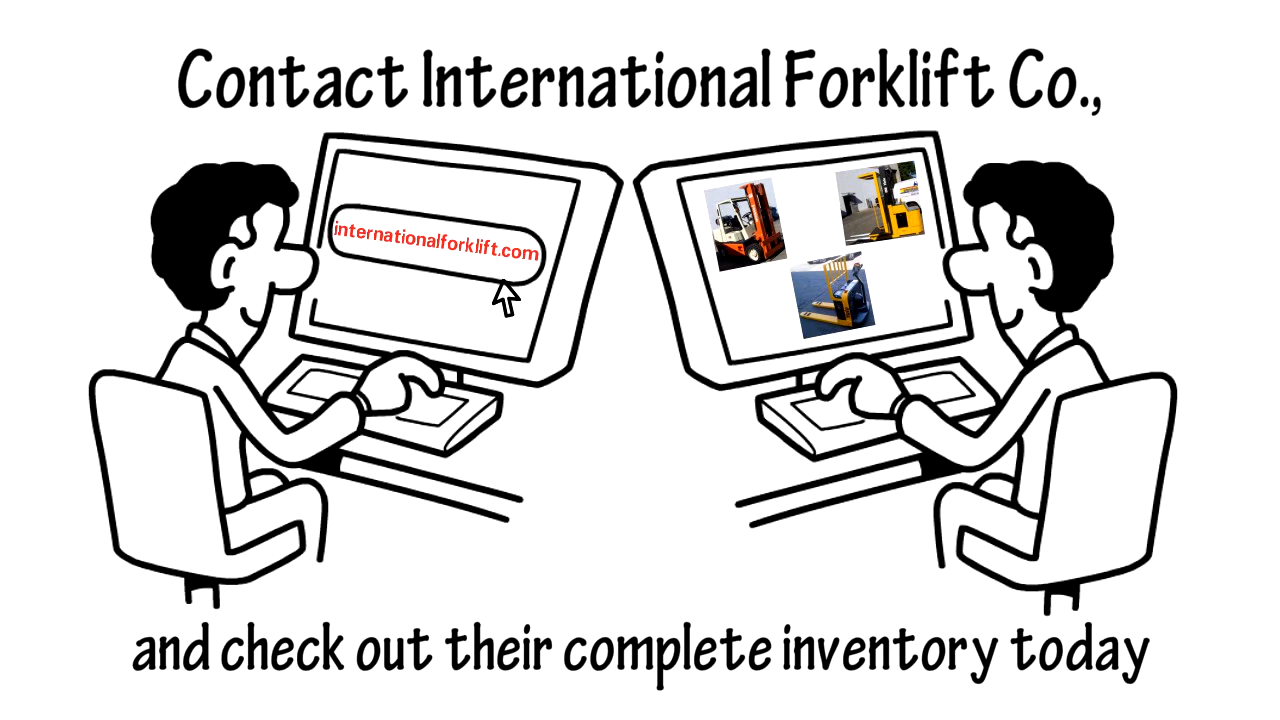 Contact International Forklift Co.,
internationalforklift.com
and check out their complete inventory today